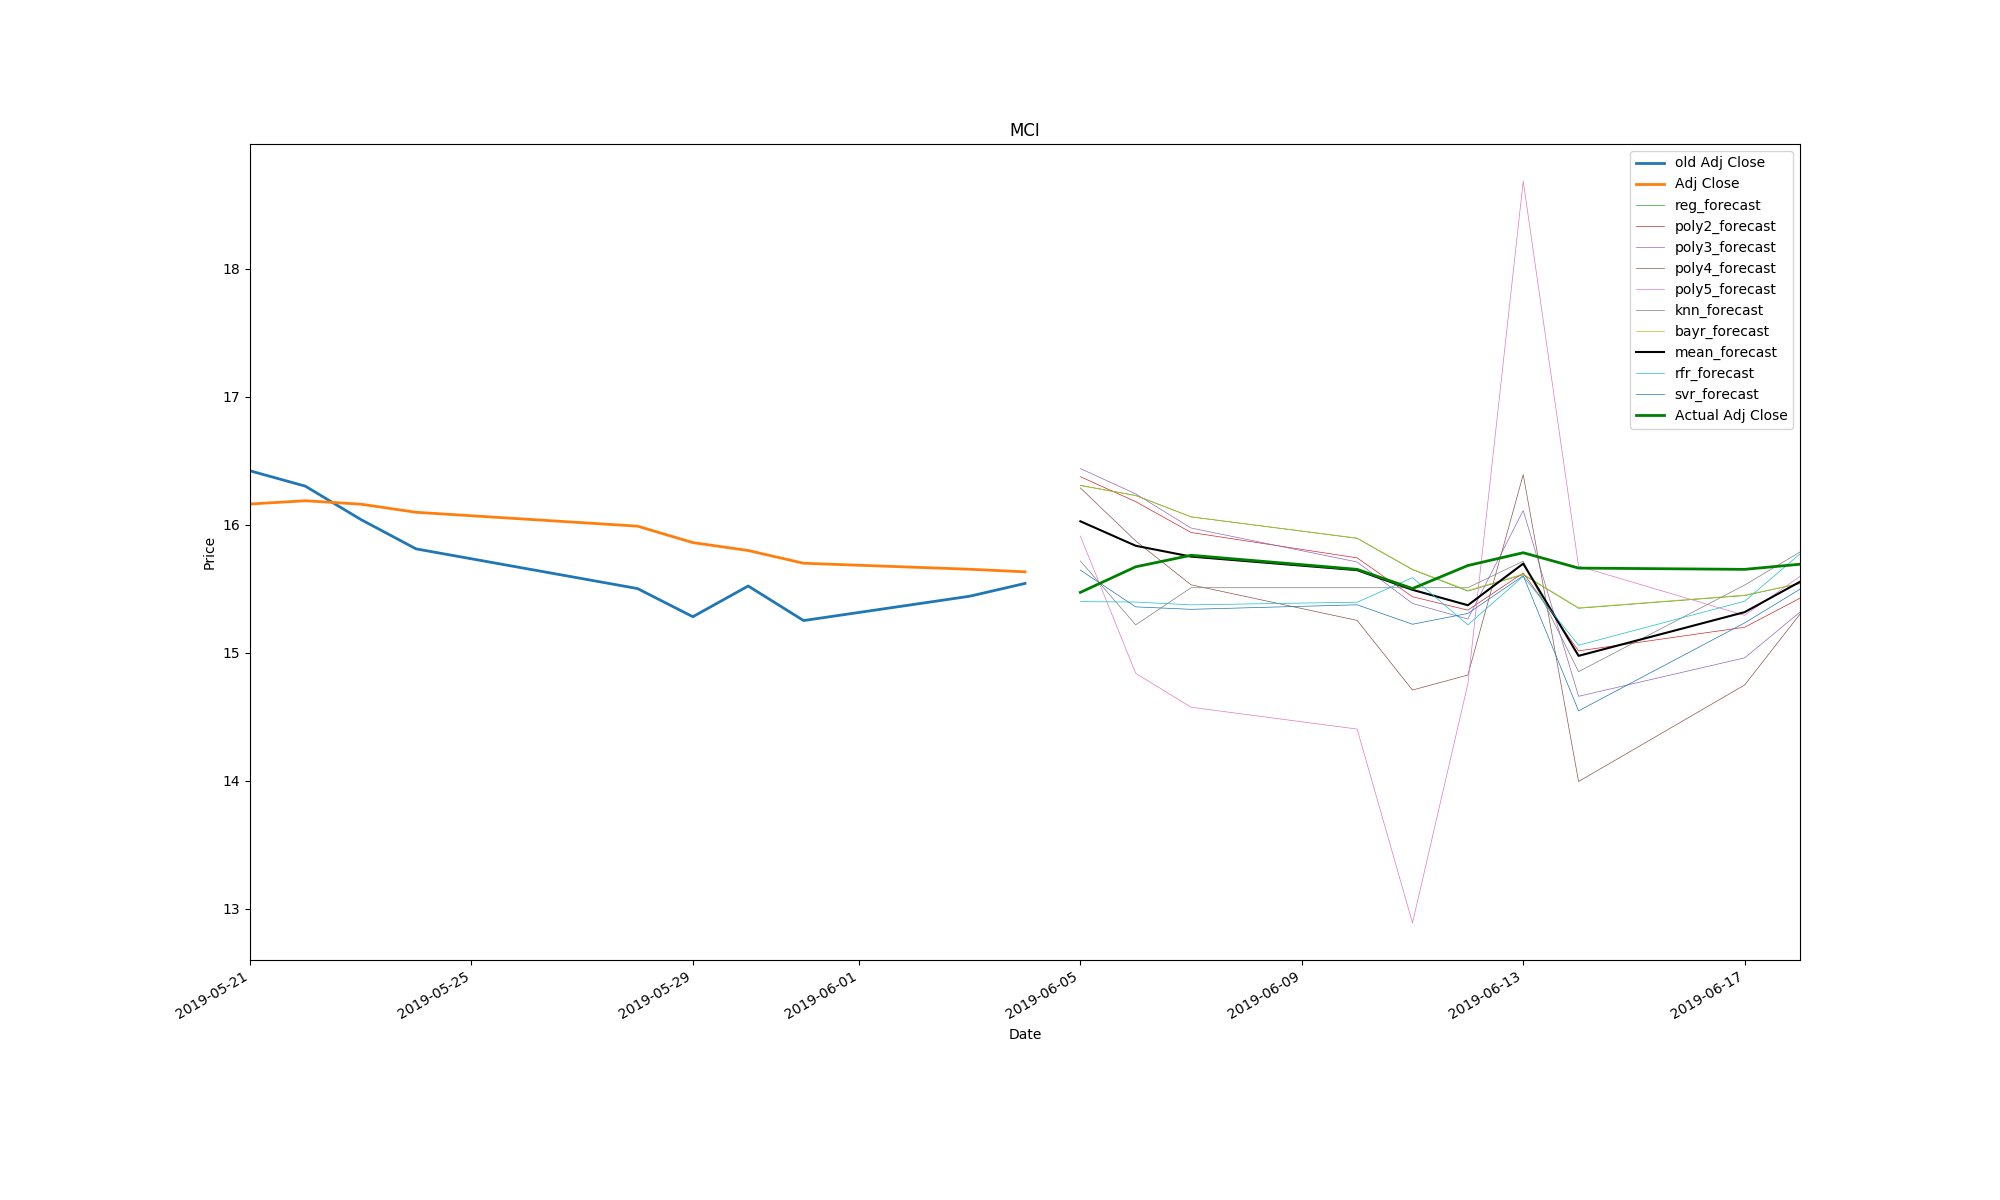 MCI
old Adj Close
Adj Close
reg_forecast
poly2_forecast
poly3_forecast
poly4_forecast
poly5_forecast
knn_forecast
bayr_forecast
mean_forecast
rfr_forecast
svr_forecast
Actual Adj Close
18
17
16
15
14
13
Price
2019-05-21
2019-05-25
2019-05-29
2019-06-01
2019-06-05
2019-06-09
2019-06-13
2019-06-17
Date